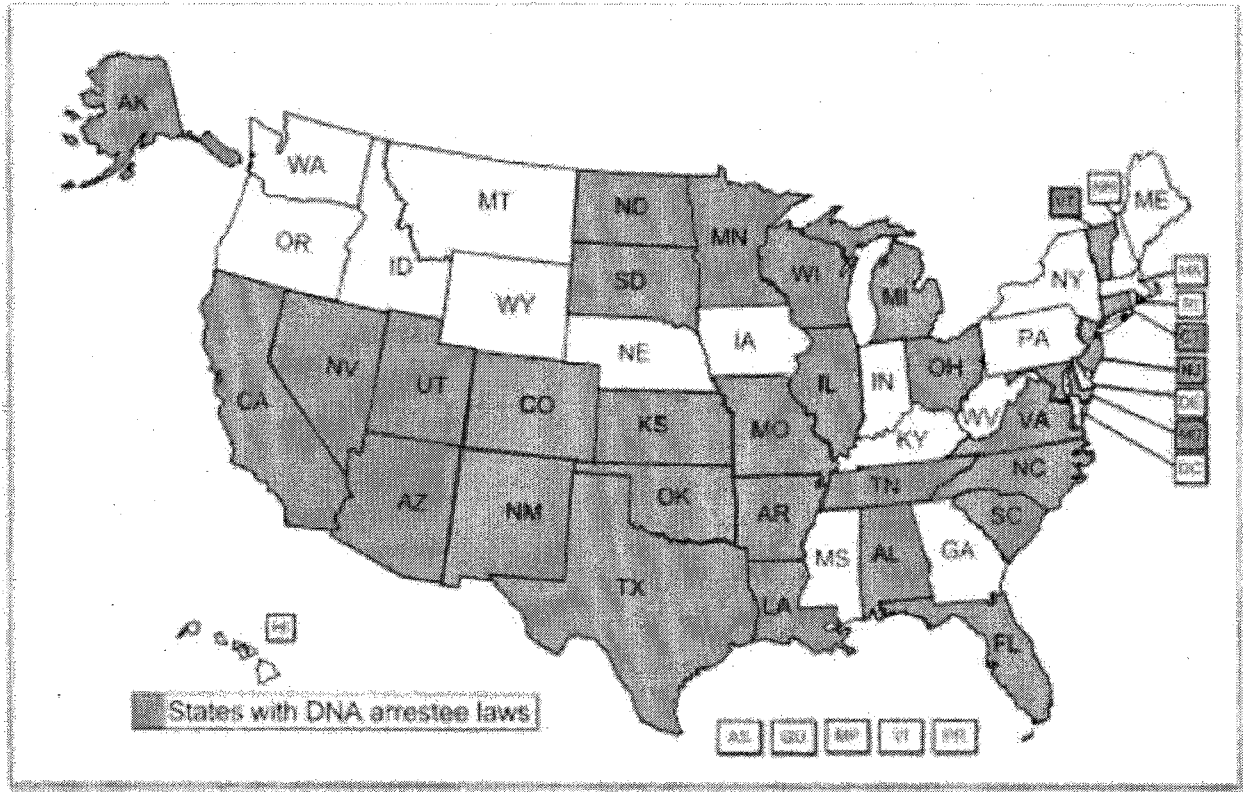 AK
WA
MT
ND
MN
VT
ME
OR
ID
SD
WI
MI
NY
MA
WY
NE
IA
PA
RI
CT
NV
UT
CO
IL
IN
OH
NJ
CA
KS
MO
WV
VA
DE
KY
MD
DC
AZ
NM
OK
AR
TN
NC
SC
MS
AL
GA
TX
LA
FL
HI
States with DNA arrestee laws
AS
GU
MP
VI
PR